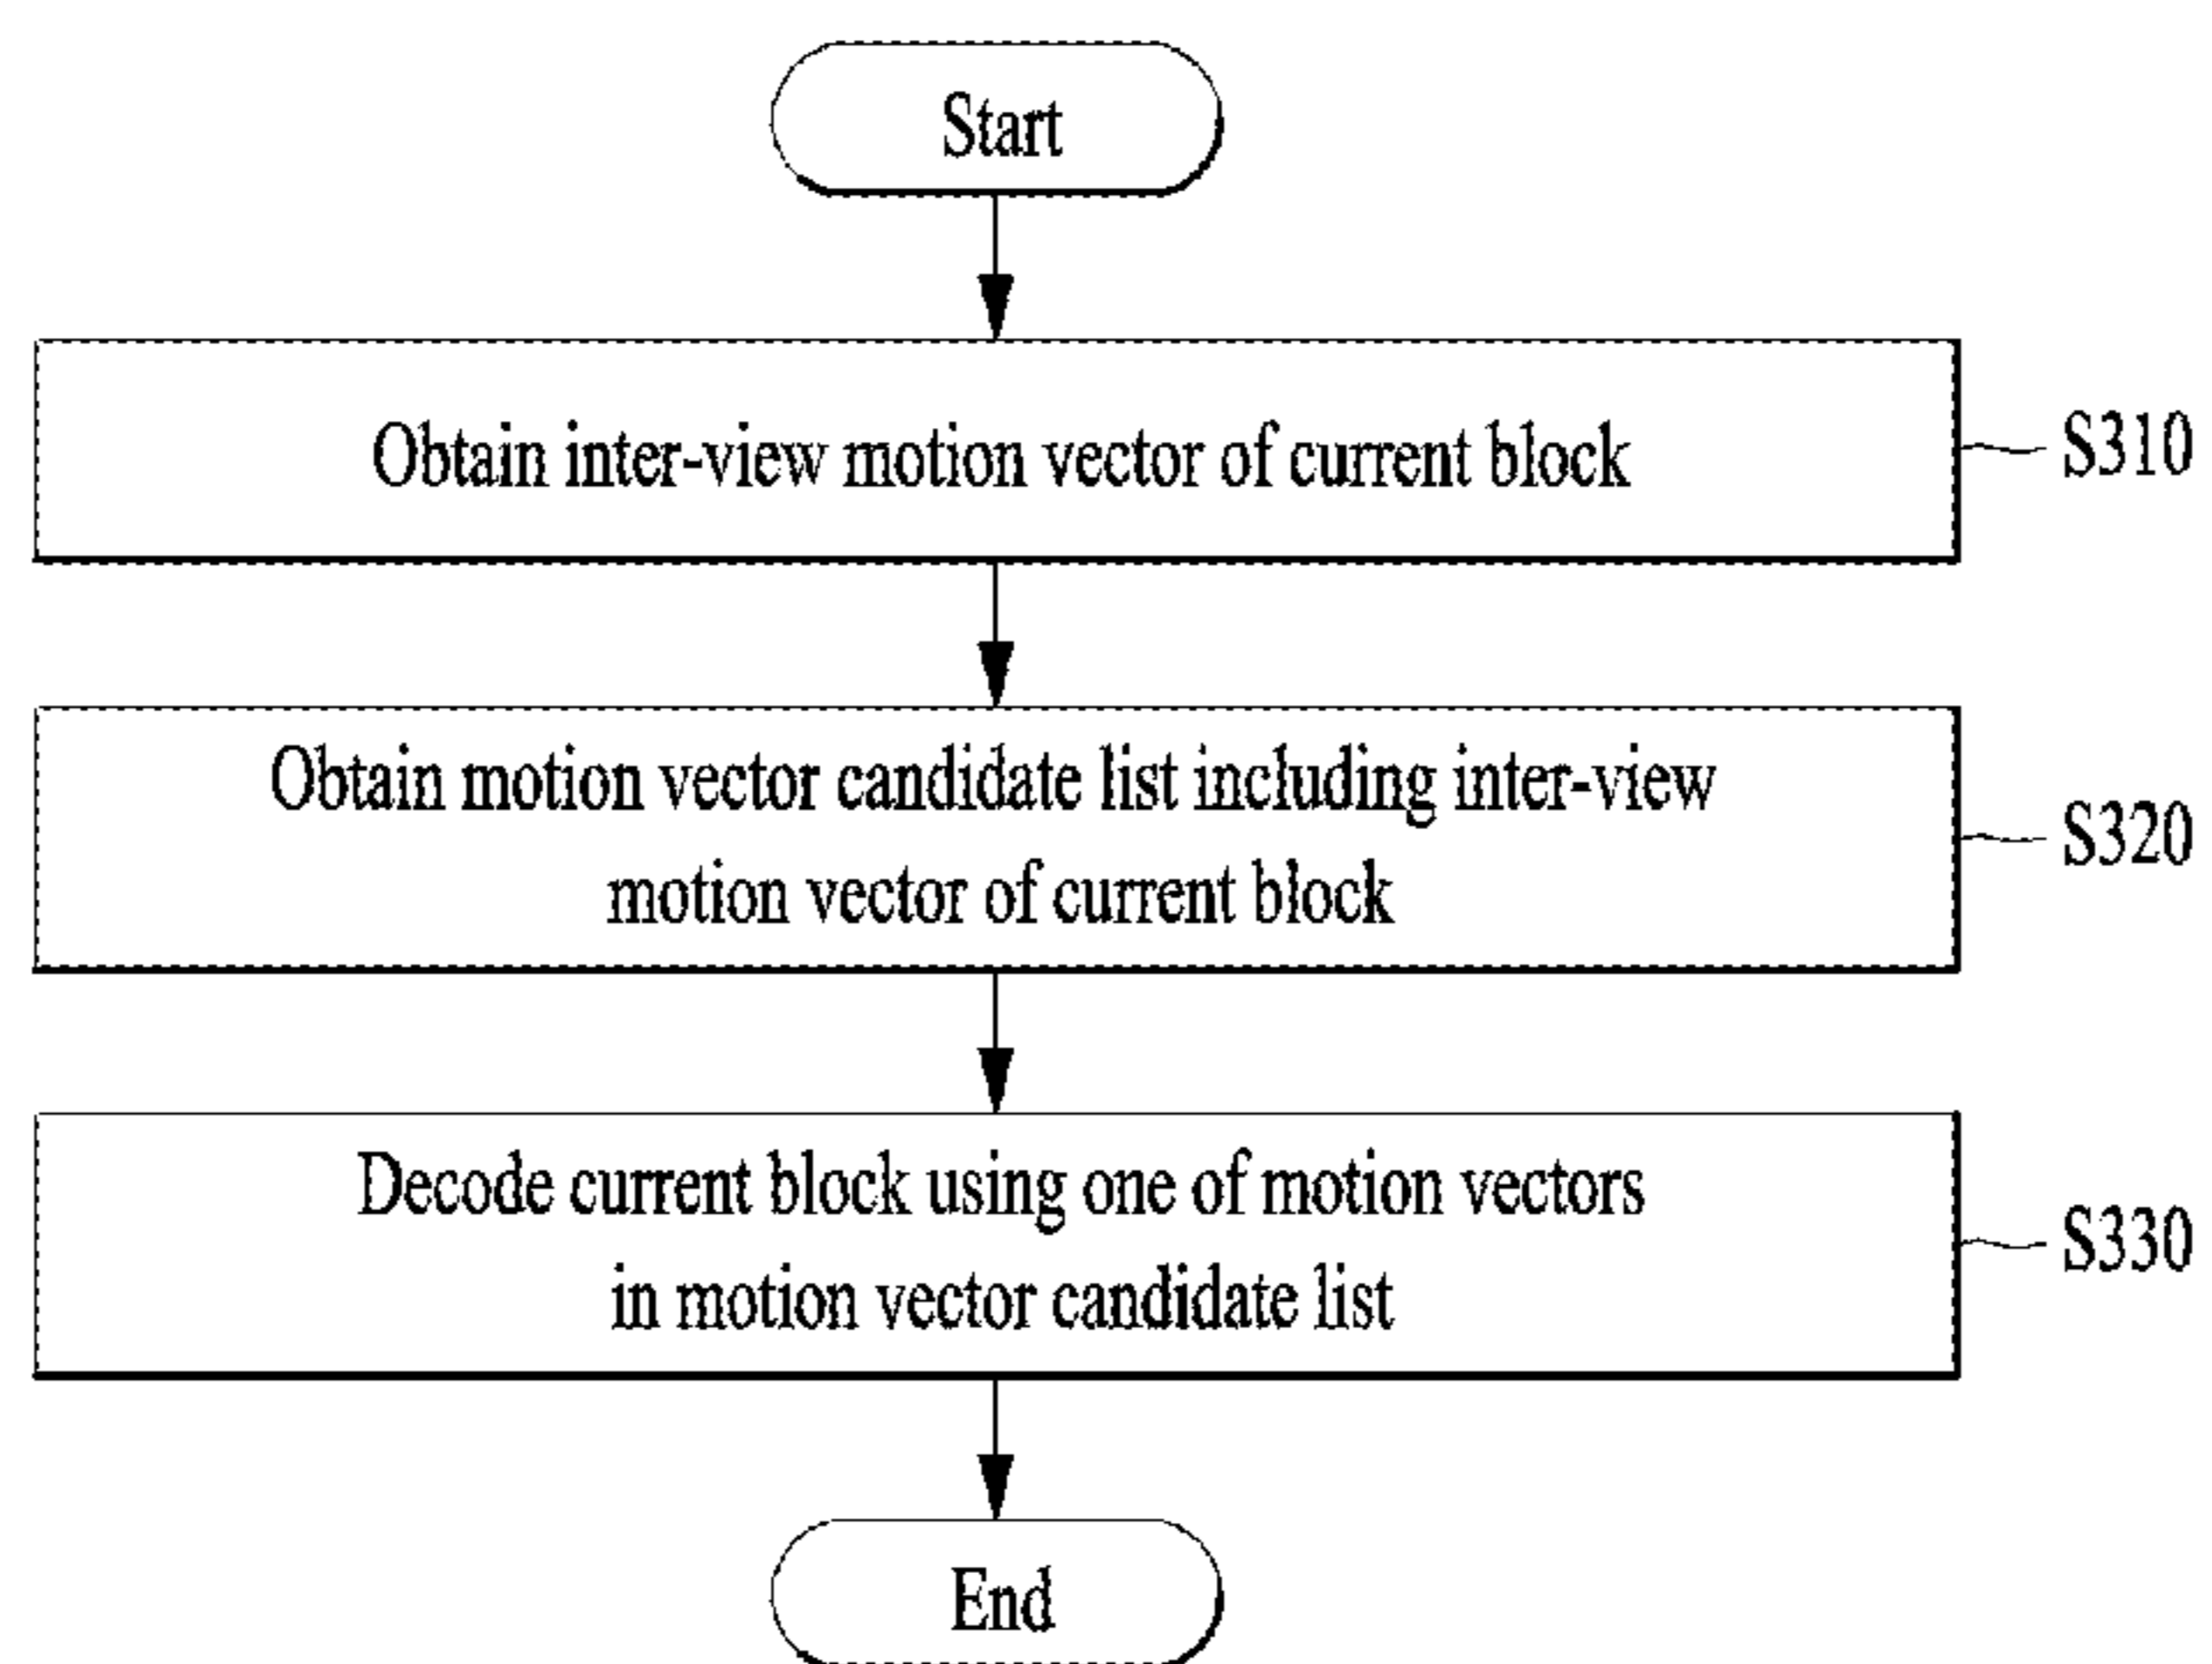 Start
Obtain inter-view motion vector of current block
S310
Obtain motion vector candidate list including inter-view
motion vector of current block
S320
Decode current block using one of motion vectors
in motion vector candidate list
S330
End